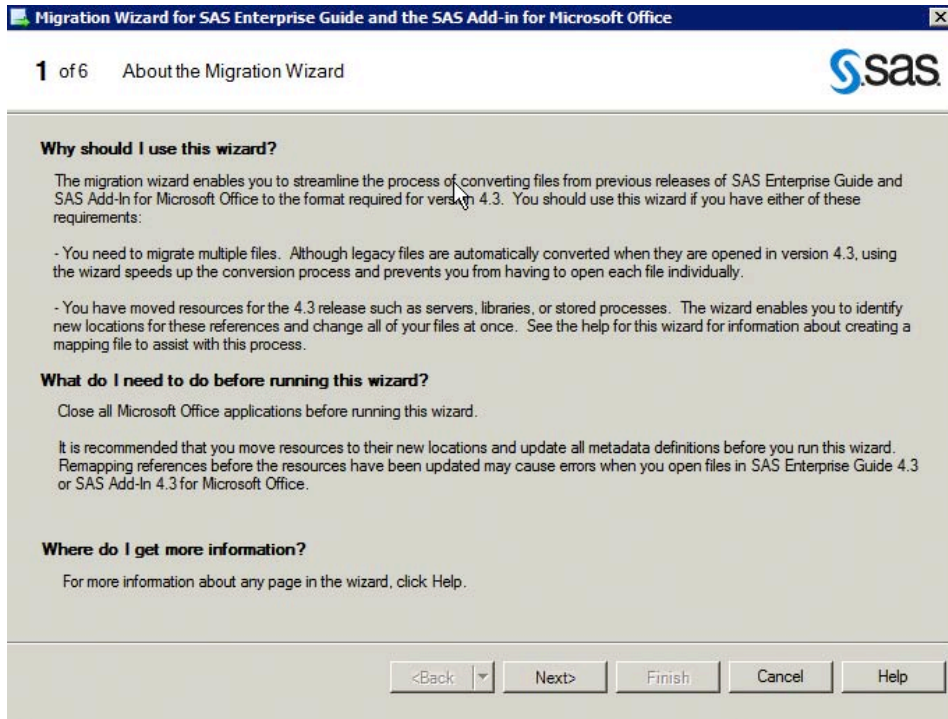 Migration Wizard for SAS Enterprise Guide and the SAS Add-in for Microsoft Office
1 of 6 About the Migration Wizard
sas
Why should I use this wizard?
The migration wizard enables you to streamline the process of converting files from previous releases of SAS Enterprise Guide and
SAS Add-In for Microsoft Office to the format required for version 4.3. You should use this wizard if you have either of these
requirements:
- You need to migrate multiple files. Although legacy files are automatically converted when they are opened in version 4.3, using
the wizard speeds up the conversion process and prevents you from having to open each file individually.
- You have moved resources for the 4.3 release such as servers, libraries, or stored processes. The wizard enables you to identify
new locations for these references and change all of your files at once. See the help for this wizard for information about creating a
mapping file to assist with this process.
What do I need to do before running this wizard?
Close all Microsoft Office applications before running this wizard.
It is recommended that you move resources to their new locations and update all metadata definitions before you run this wizard.
Remapping references before the resources have been updated may cause errors when you open files in SAS Enterprise Guide 4.3
or SAS Add-In 4.3 for Microsoft Office.
Where do I get more information?
For more information about any page in the wizard, click Help.
<Back Next> Finish Cancel Help